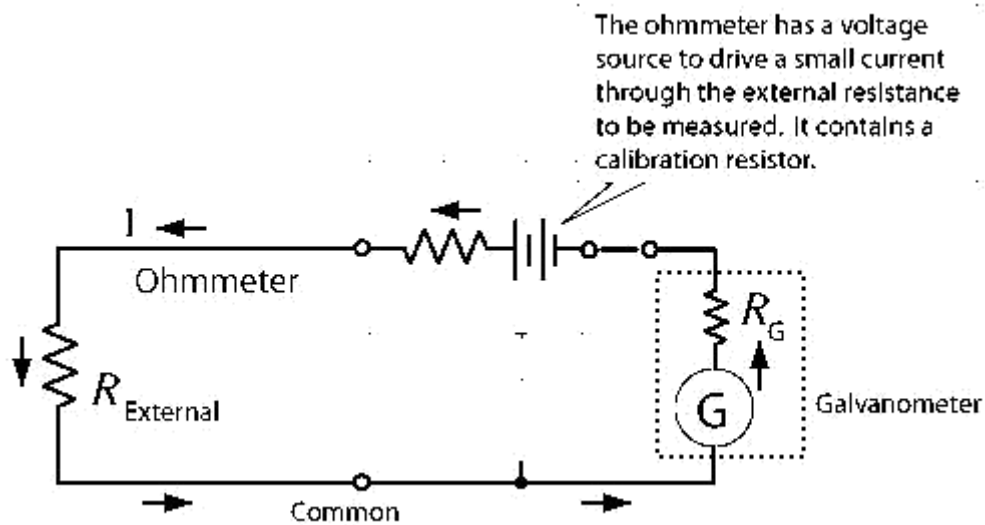 The ohmmeter has a voltage
source to drive a small current
through the external resistance
to be measured. It contains a
calibration resistor.
I
Ohmmeter
R External
R G
G
Galvanometer
Common